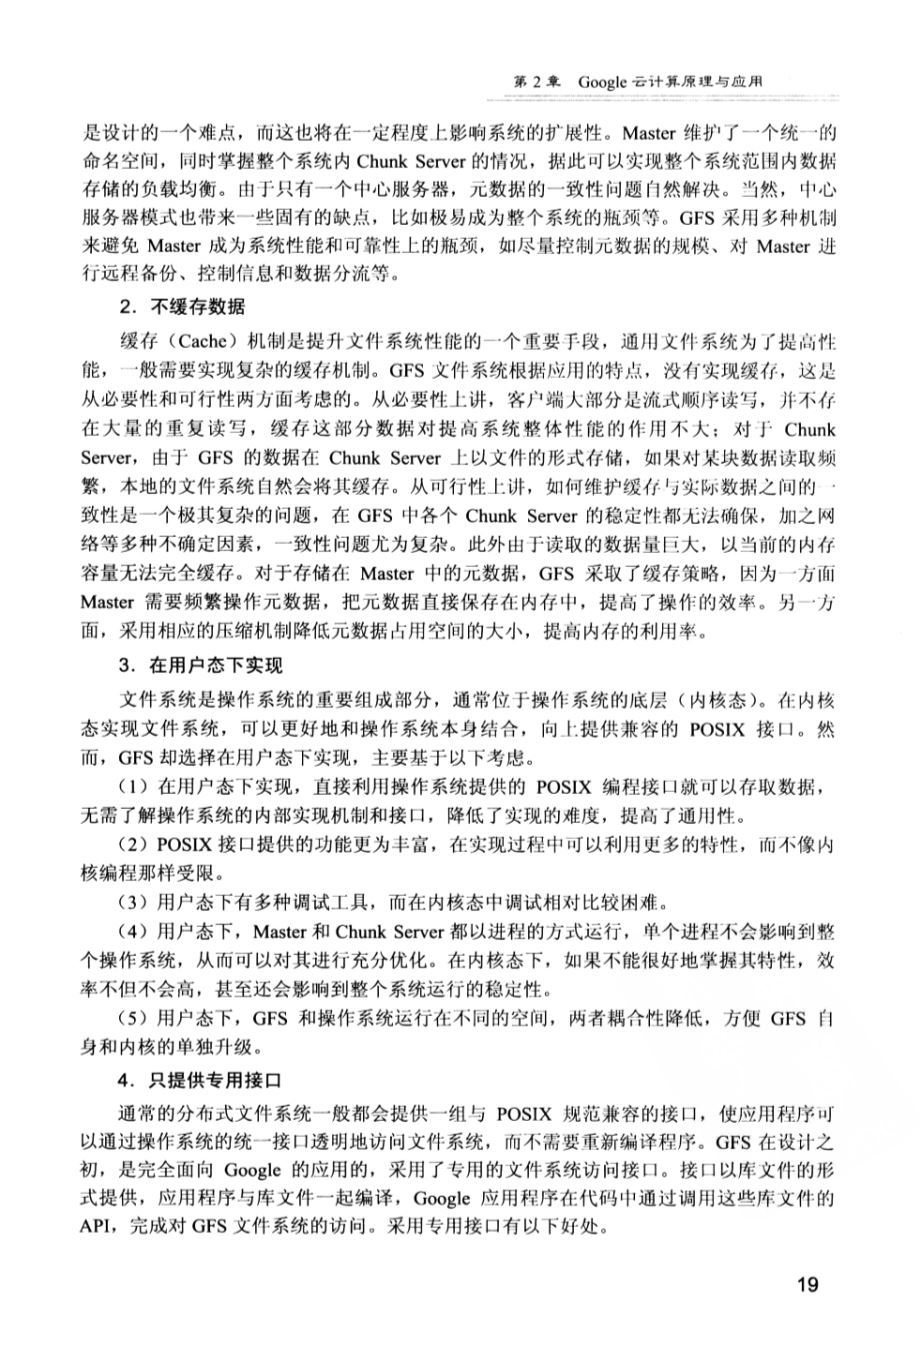 第 2 章 Google 云计算原理与应用
是设计的一个难点，而这也将在一定程度上影响系统的扩展性。Master 维护了一个统一的
命名空间，同时掌握整个系统内 Chunk Server 的情况，据此可以实现整个系统范围内数据
存储的负载均衡。由于只有一个中心服务器，元数据的一致性问题自然解决。当然，中心
服务器模式也带来一些固有的缺点，比如极易成为整个系统的瓶颈等。GFS 采用多种机制
来避免 Master 成为系统性能和可靠性上的瓶颈，如尽量控制元数据的规模、对 Master 进
行远程备份、控制信息和数据分流等。
2．不缓存数据
缓存（Cache）机制是提升文件系统性能的一个重要手段，通用文件系统为了提高性
能，一般需要实现复杂的缓存机制。GFS 文件系统根据应用的特点，没有实现缓存，这是
从必要性和可行性两方面考虑的。从必要性上讲，客户端大部分是流式顺序读写，并不存
在大量的重复读写，缓存这部分数据对提高系统整体性能的作用不大；对于 Chunk
Server，由于 GFS 的数据在 Chunk Server 上以文件的形式存储，如果对某块数据读取频
繁，本地的文件系统自然会将其缓存。从可行性上讲，如何维护缓存与实际数据之间的一
致性是一个极其复杂的问题，在 GFS 中各个 Chunk Server 的稳定性都无法确保，加之网
络等多种不确定因素，一致性问题尤为复杂。此外由于读取的数据量巨大，以当前的内存
容量无法完全缓存。对于存储在 Master 中的元数据，GFS 采取了缓存策略，因为一方面
Master 需要频繁操作元数据，把元数据直接保存在内存中，提高了操作的效率。另一方
面，采用相应的压缩机制降低元数据占用空间的大小，提高内存的利用率。
3．在用户态下实现
文件系统是操作系统的重要组成部分，通常位于操作系统的底层（内核态）。在内核
态实现文件系统，可以更好地和操作系统本身结合，向上提供兼容的 POSIX 接口。然
而，GFS 却选择在用户态下实现，主要基于以下考虑。
（1）在用户态下实现，直接利用操作系统提供的 POSIX 编程接口就可以存取数据，
无需了解操作系统的内部实现机制和接口，降低了实现的难度，提高了通用性。
（2）POSIX 接口提供的功能更为丰富，在实现过程中可以利用更多的特性，而不像内
核编程那样受限。
（3）用户态下有多种调试工具，而在内核态中调试相对比较困难。
（4）用户态下，Master 和 Chunk Server 都以进程的方式运行，单个进程不会影响到整
个操作系统，从而可以对其进行充分优化。在内核态下，如果不能很好地掌握其特性，效
率不但不会高，甚至还会影响到整个系统运行的稳定性。
（5）用户态下，GFS 和操作系统运行在不同的空间，两者耦合性降低，方便 GFS 自
身和内核的单独升级。
4．只提供专用接口
通常的分布式文件系统一般都会提供一组与 POSIX 规范兼容的接口，使应用程序可
以通过操作系统的统一接口透明地访问文件系统，而不需要重新编译程序。GFS 在设计之
初，是完全面向 Google 的应用的，采用了专用的文件系统访问接口。接口以库文件的形
式提供，应用程序与库文件一起编译，Google 应用程序在代码中通过调用这些库文件的
API，完成对 GFS 文件系统的访问。采用专用接口有以下好处。
19